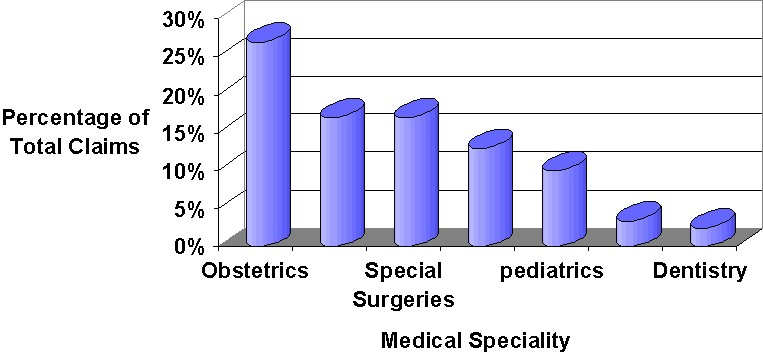 30%
25%
20%
15%
10%
5%
0%
Percentage of
Total Claims
Obstetrics
Special
Surgeries
pediatrics
Dentistry
Medical Speciality